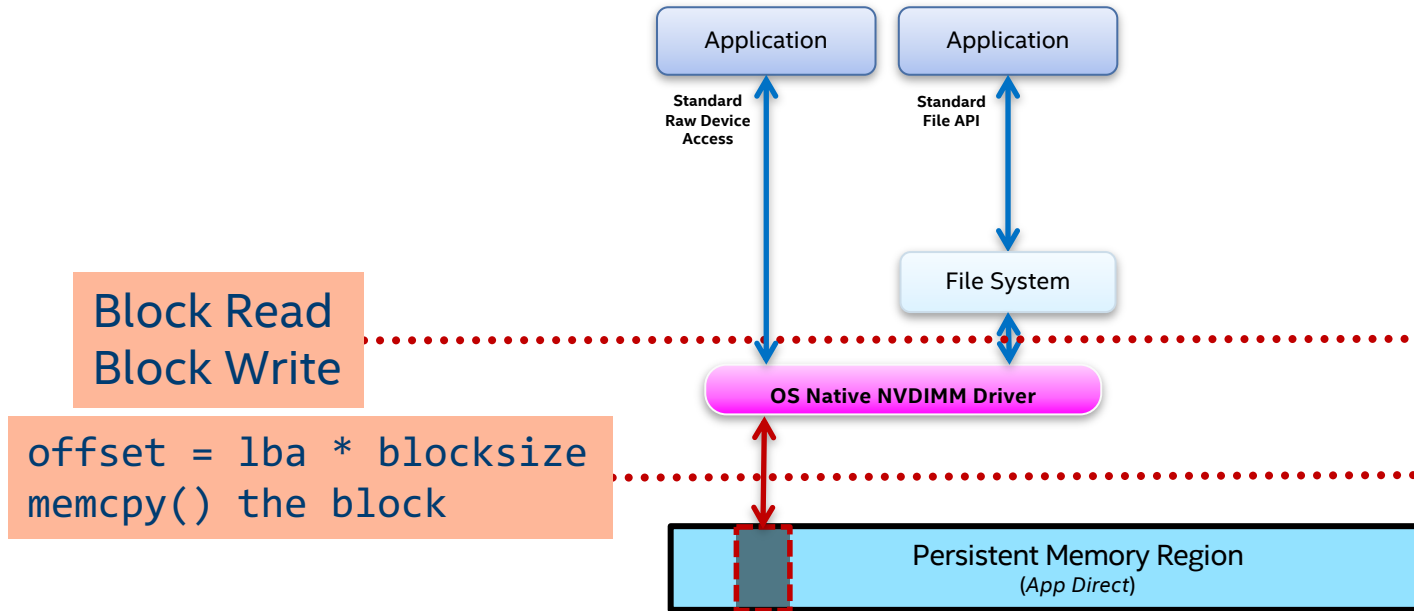 Application
Application
Standard
Raw Device
Access
Standard
File API
File System
Block Read
Block Write
OS Native NVDIMM Driver
offset = lba * blocksize
memcpy() the block
Persistent Memory Region
(App Direct)